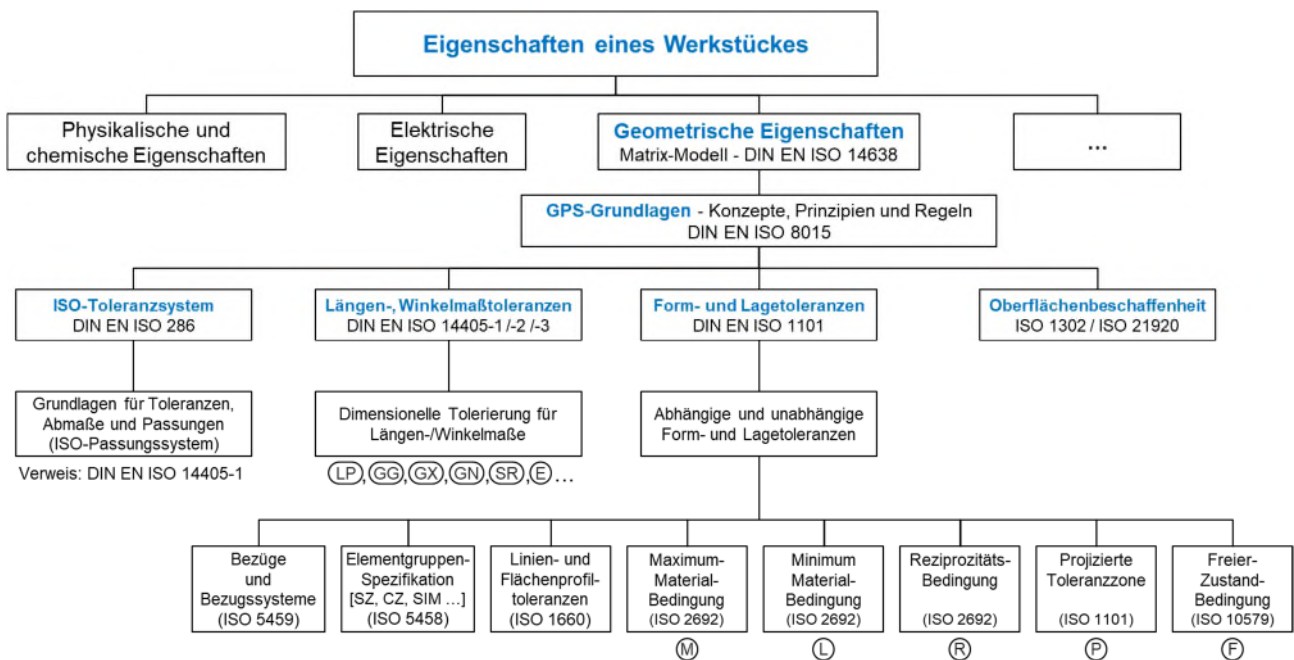 Eigenschaften eines Werkstückes
Physikalische und
chemische Eigenschaften
Elektrische
Eigenschaften
Geometrische Eigenschaften
Matrix-Modell - DIN EN ISO 14638
...
GPS-Grundlagen - Konzepte, Prinzipien und Regeln
DIN EN ISO 8015
ISO-Toleranzsystem
DIN EN ISO 286
Längen-, Winkelmaßtoleranzen
DIN EN ISO 14405-1 /-2 /-3
Form- und Lagetoleranzen
DIN EN ISO 1101
Oberflächenbeschaffenheit
ISO 1302 / ISO 21920
Grundlagen für Toleranzen,
Abmaße und Passungen
(ISO-Passungssystem)
Verweis: DIN EN ISO 14405-1
Dimensionelle Tolerierung für
Längen-/Winkelmaße
LP, GG, GX, GN, SR, E ...
Abhängige und unabhängige
Form- und Lagetoleranzen
Bezüge
und
Bezugssysteme
(ISO 5459)
Elementgruppen-
Spezifikation
[SZ, CZ, SIM ...]
(ISO 5458)
Linien- und
Flächenprofil-
toleranzen
(ISO 1660)
Maximum-
Material-
Bedingung
(ISO 2692)
M
Minimum
Material-
Bedingung
(ISO 2692)
L
Reziprozitäts-
Bedingung
(ISO 2692)
R
Projizierte
Toleranzzone
(ISO 1101)
P
Freier-
Zustand-
Bedingung
(ISO 10579)
F